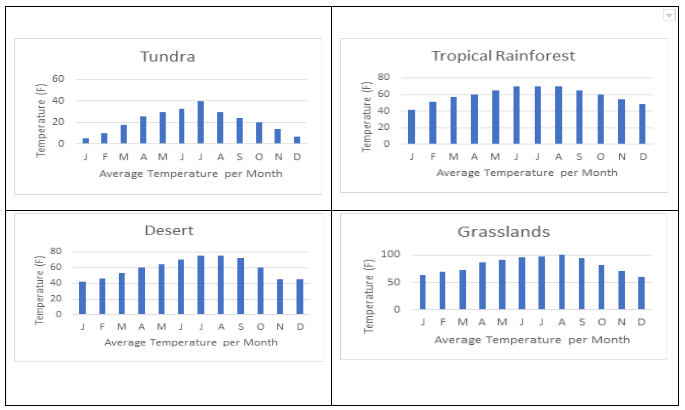 Tundra
60
40
20
0
Temperature (F)
J F M A M J J A S O N D
Average Temperature per Month
Tropical Rainforest
80
60
40
20
0
Temperature (F)
J F M A M J J A S O N D
Average Temperature per Month
Desert
80
60
40
20
0
Temperature (F)
J F M A M J J A S O N D
Average Temperature per Month
Grasslands
100
50
0
Temperature (F)
J F M A M J J A S O N D
Average Temperature per Month